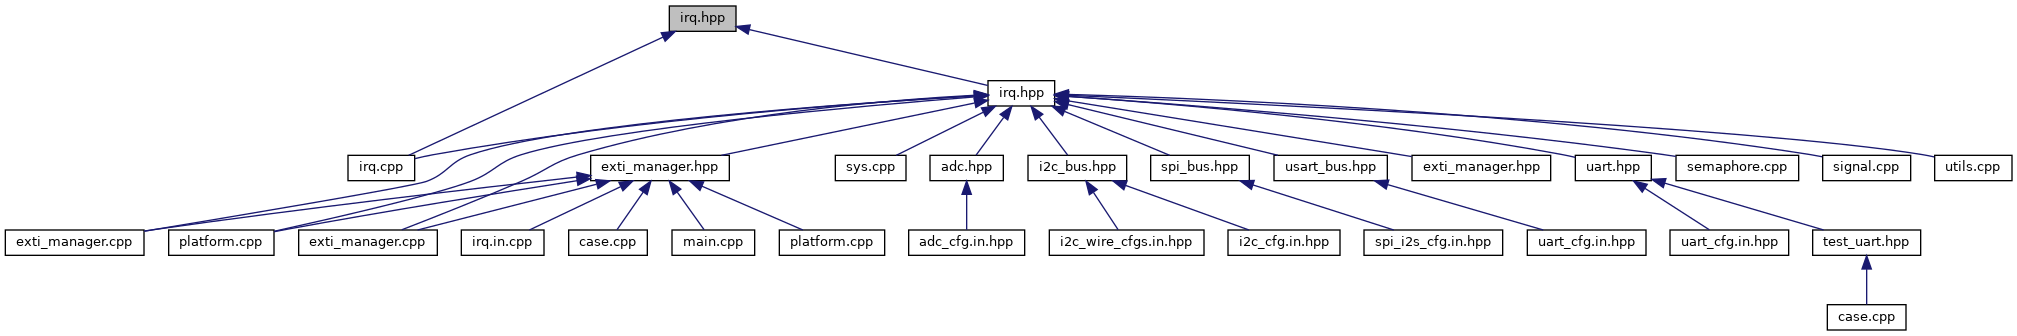 irq.hpp
irq.hpp
irq.cpp
exti_manager.hpp
sys.cpp
adc.hpp
i2c_bus.hpp
spi_bus.hpp
usart_bus.hpp
exti_manager.hpp
uart.hpp
semaphore.cpp
signal.cpp
utils.cpp
exti_manager.cpp
platform.cpp
exti_manager.cpp
irq.in.cpp
case.cpp
main.cpp
platform.cpp
adc_cfg.in.hpp
i2c_wire_cfgs.in.hpp
i2c_cfg.in.hpp
spi_i2s_cfg.in.hpp
uart_cfg.in.hpp
uart_cfg.in.hpp
test_uart.hpp
case.cpp